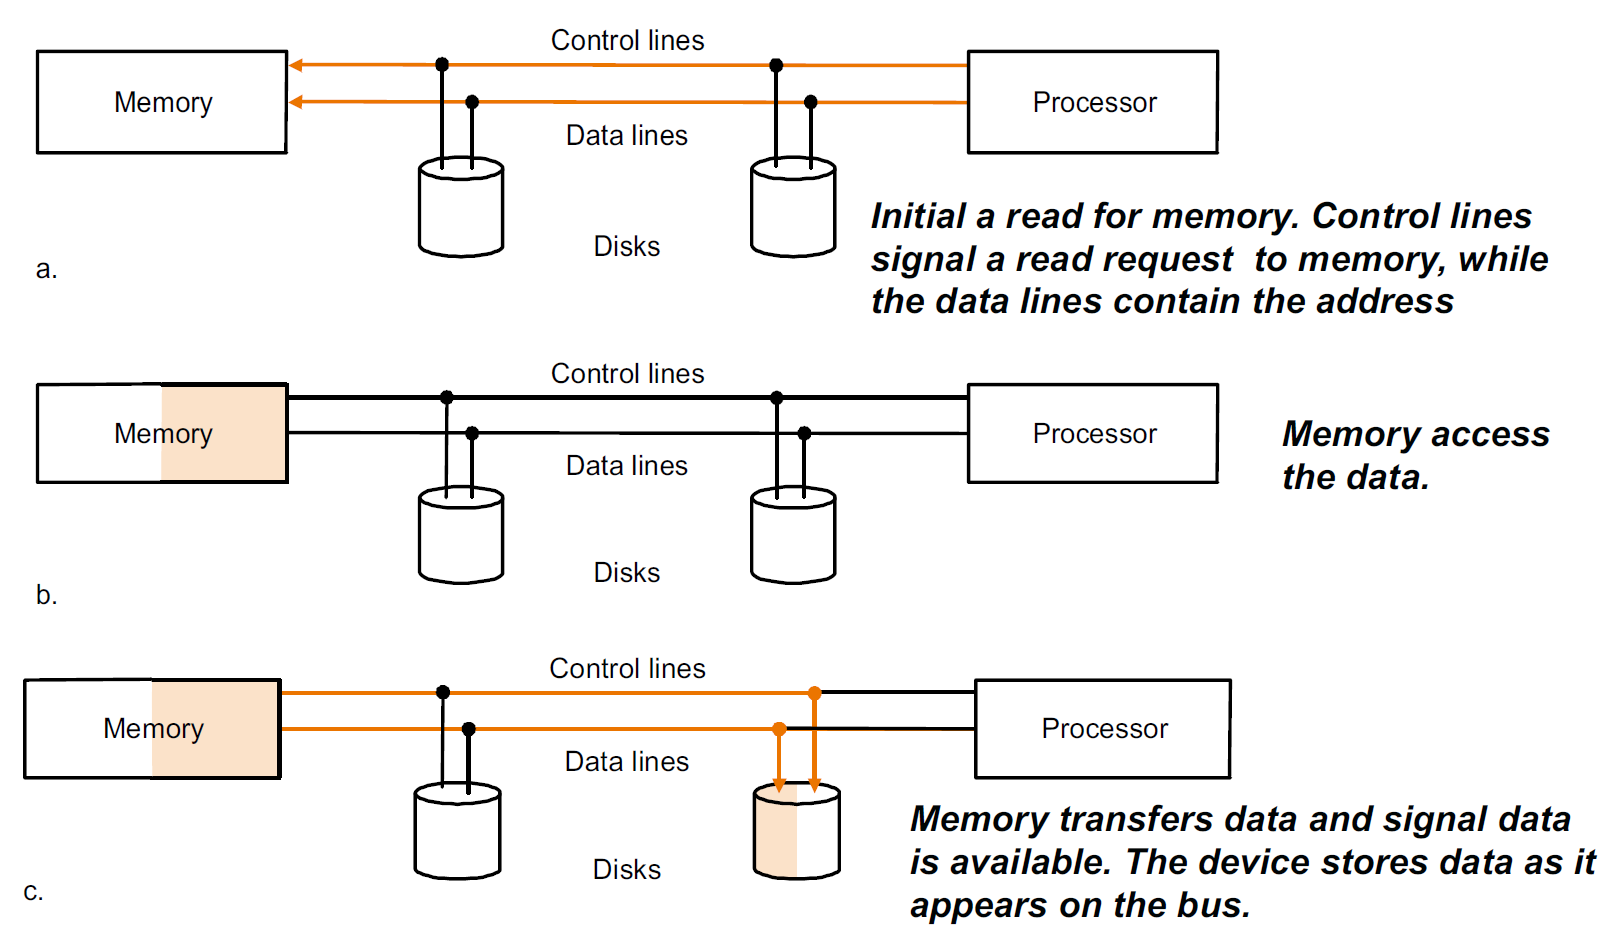 Control lines
Memory
Processor
Data lines
Disks
Initial a read for memory. Control lines
signal a read request to memory, while
the data lines contain the address
a.
Control lines
Memory
Processor
Data lines
Memory access
the data.
Disks
b.
Control lines
Memory
Processor
Data lines
Disks
Memory transfers data and signal data
is available. The device stores data as it
appears on the bus.
c.